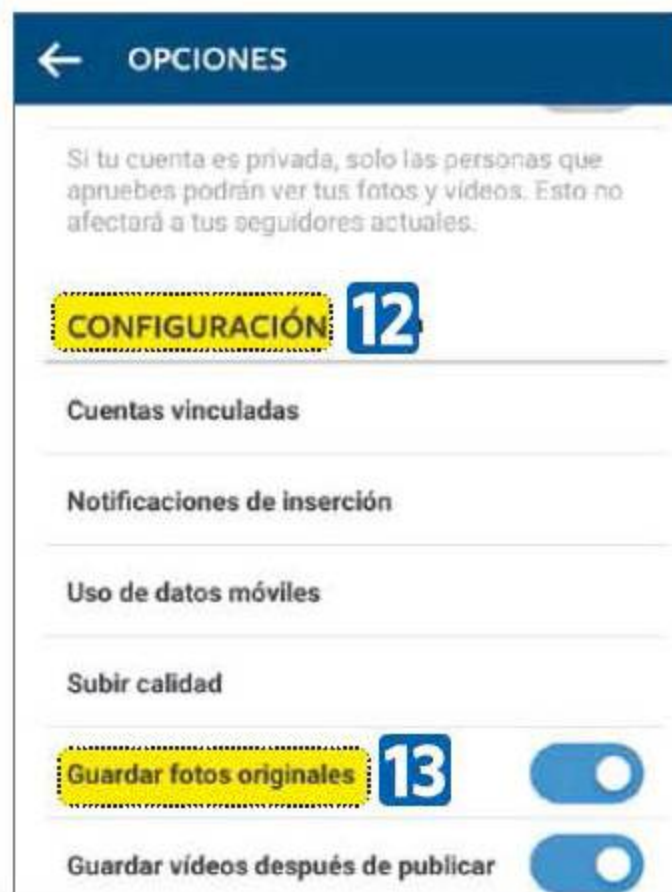 OPCIONES
Si tu cuenta es privada, solo las personas que
apruebes podrán ver tus fotos y vídeos. Esto no
afectará a tus seguidores actuales.
CONFIGURACIÓN 12
Cuentas vinculadas
Notificaciones de inserción
Uso de datos móviles
Subir calidad
Guardar fotos originales 13
Guardar vídeos después de publicar